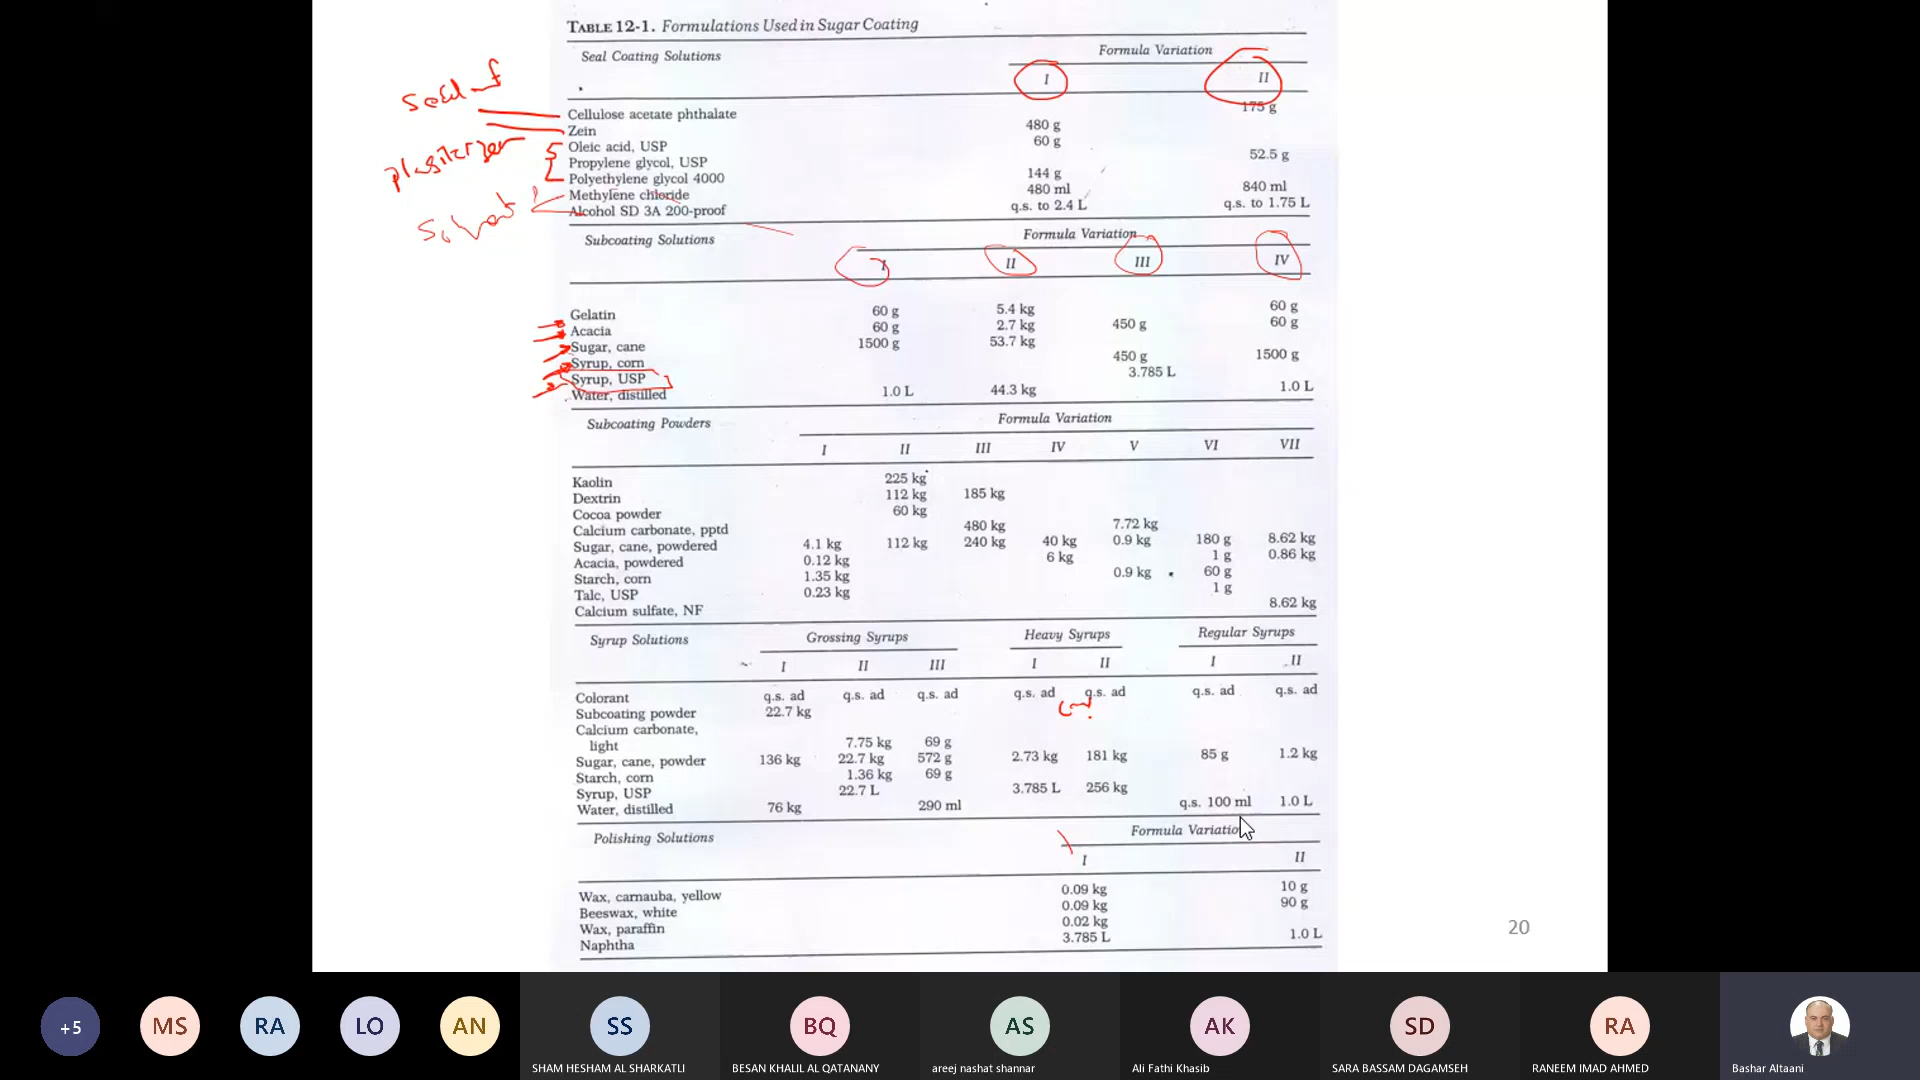 TABLE 12-1. Formulations Used in Sugar Coating
Seal Coating Solutions Formula Variation
I II
Cellulose acetate phthalate 175 g
Zein 480 g
Oleic acid, USP 60 g
Propylene glycol, USP 52.5 g
Polyethylene glycol 4000 144 g
Methylene chloride 480 ml 840 ml
Alcohol SD 3A 200-proof q.s. to 2.4 L q.s. to 1.75 L
plasitizer
Solvent
Subcoating Solutions Formula Variation
I II III IV
Gelatin 60 g 5.4 kg 60 g
Acacia 60 g 2.7 kg 450 g 60 g
Sugar, cane 1500 g 53.7 kg
Syrup, corn 450 g 1500 g
Syrup, USP 3.785 L
Water, distilled 1.0 L 44.3 kg 1.0 L
Subcoating Powders Formula Variation
I II III IV V VI VII
Kaolin 225 kg
Dextrin 112 kg 185 kg
Cocoa powder 60 kg
Calcium carbonate, pptd 480 kg 7.72 kg
Sugar, cane, powdered 4.1 kg 112 kg 240 kg 40 kg 0.9 kg 180 g 8.62 kg
Acacia, powdered 0.12 kg 6 kg 1 g 0.86 kg
Starch, corn 1.35 kg 0.9 kg 60 g
Talc, USP 0.23 kg 1 g
Calcium sulfate, NF 8.62 kg
Syrup Solutions Grossing Syrups Heavy Syrups Regular Syrups
I II III I II I II
Colorant q.s. ad q.s. ad q.s. ad q.s. ad q.s. ad q.s. ad q.s. ad
Subcoating powder 22.7 kg
Calcium carbonate,
light 7.75 kg 69 g
Sugar, cane, powder 136 kg 22.7 kg 572 g 2.73 kg 181 kg 85 g 1.2 kg
Starch, corn 1.36 kg 69 g
Syrup, USP 22.7 L 3.785 L 256 kg
Water, distilled 76 kg 290 ml q.s. 100 ml 1.0 L
Polishing Solutions Formula Variation
I II
Wax, carnauba, yellow 0.09 kg 10 g
Beeswax, white 0.09 kg 90 g
Wax, paraffin 0.02 kg
Naphtha 3.785 L 1.0 L
20
+5 MS RA LO AN SS BQ AS AK SD RA
SHAM HESHAM AL SHARKATLI BESAN KHALIL AL QATANANY areej nashat shannar Ali Fathi Khasib SARA BASSAM DAGAMSEH RANEEM IMAD AHMED Bashar Altaani